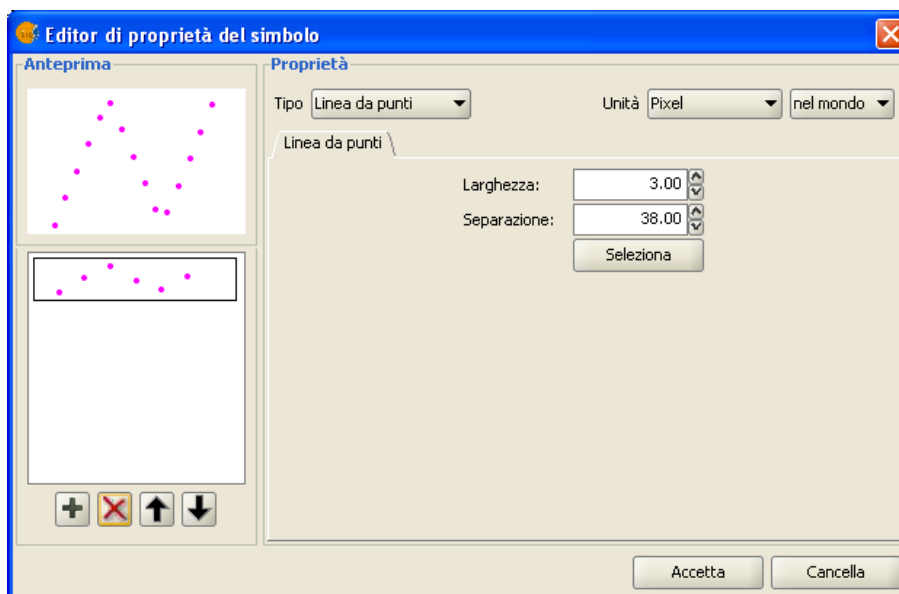 Editor di proprietà del simbolo
Anteprima
Proprietà
Tipo Linea da punti Unità Pixel nel mondo
Linea da punti
Larghezza: 3.00
Separazione: 38.00
Seleziona
Accetta Cancella